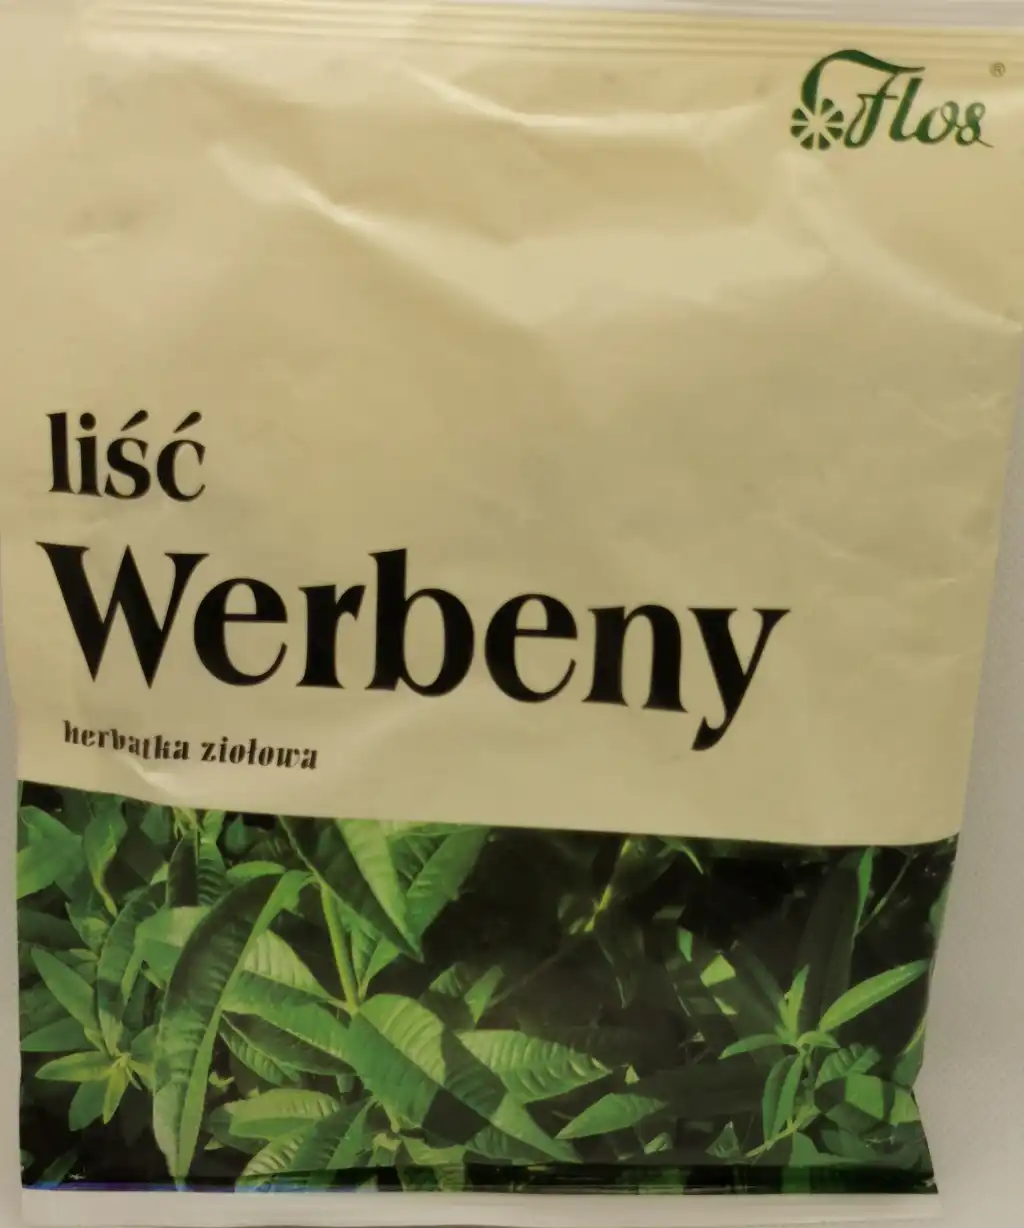 Flos®
liść
Werbeny
herbatka ziołowa